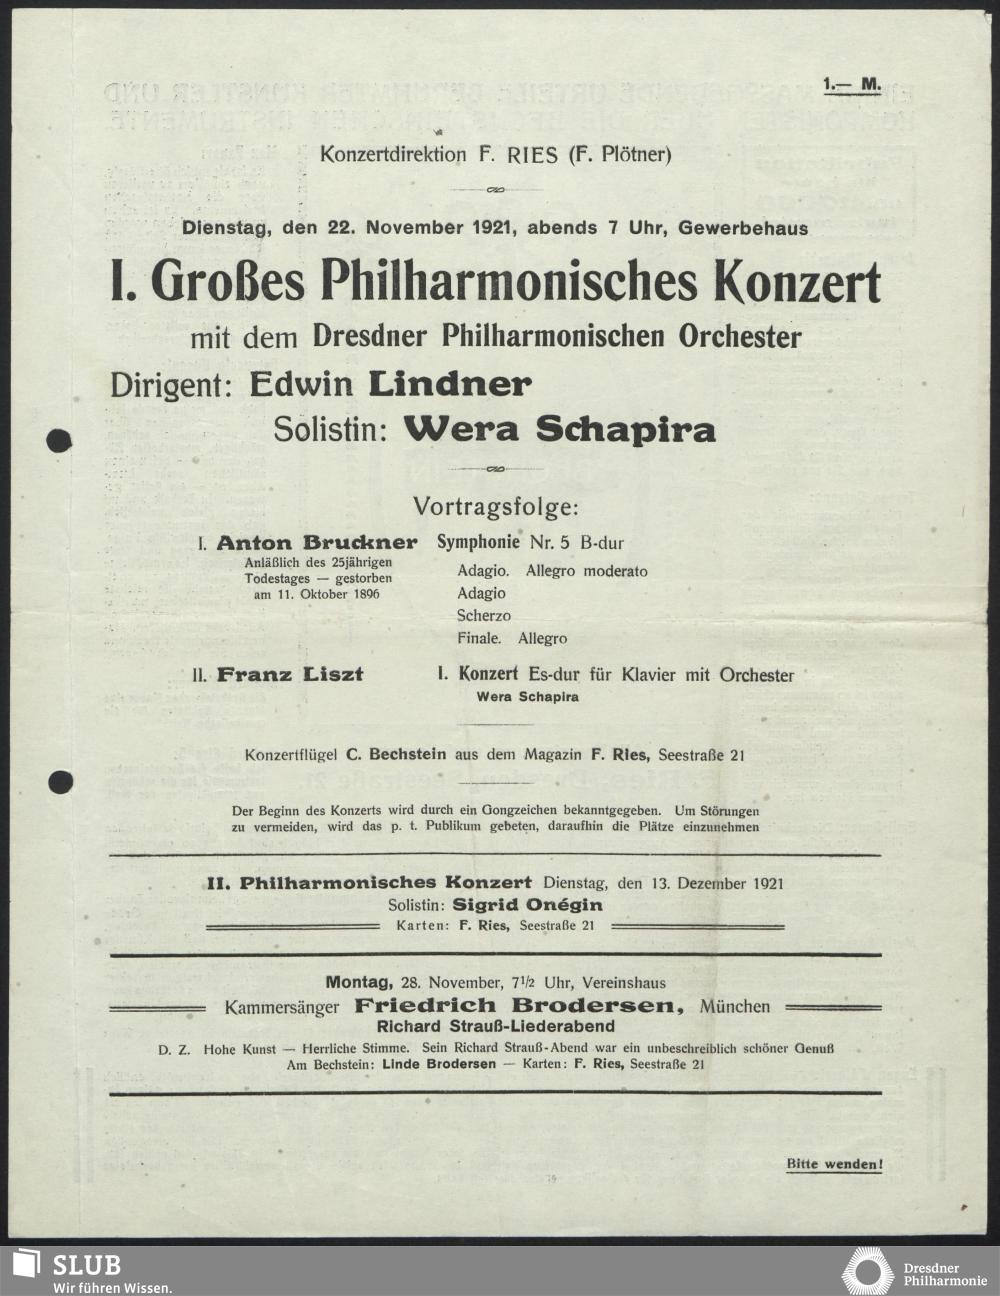 1.— M.
Konzertdirektion F. RIES (F. Plötner)
Dienstag, den 22. November 1921, abends 7 Uhr, Gewerbehaus
I. Großes Philharmonisches Konzert
mit dem Dresdner Philharmonischen Orchester
Dirigent: Edwin Lindner
Solistin: Wera Schapira
Vortragsfolge:
I. Anton Bruckner Symphonie Nr. 5 B-dur
Anläßlich des 25jährigen
Todestages — gestorben
am 11. Oktober 1896
Adagio. Allegro moderato
Adagio
Scherzo
Finale. Allegro
II. Franz Liszt I. Konzert Es-dur für Klavier mit Orchester
Wera Schapira
Konzertflügel C. Bechstein aus dem Magazin F. Ries, Seestraße 21
Der Beginn des Konzerts wird durch ein Gongzeichen bekanntgegeben. Um Störungen
zu vermeiden, wird das p. t. Publikum gebeten, daraufhin die Plätze einzunehmen
II. Philharmonisches Konzert Dienstag, den 13. Dezember 1921
Solistin: Sigrid Onégin
Karten: F. Ries, Seestraße 21
Montag, 28. November, 7½ Uhr, Vereinshaus
Kammersänger Friedrich Brodersen, München
Richard Strauß-Liederabend
D. Z. Hohe Kunst — Herrliche Stimme. Sein Richard Strauß-Abend war ein unbeschreiblich schöner Genuß
Am Bechstein: Linde Brodersen — Karten: F. Ries, Seestraße 21
Bitte wenden!
SLUB
Wir führen Wissen.
Dresdner
Philharmonie